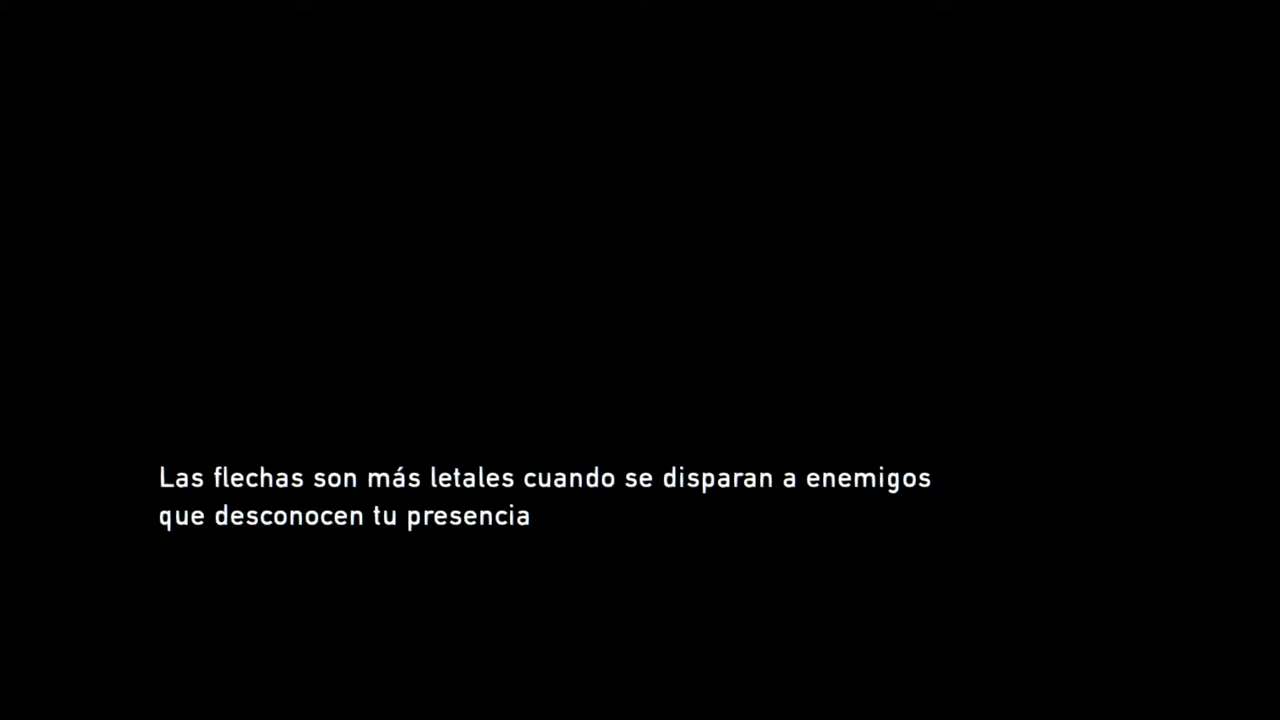 Las flechas son más letales cuando se disparan a enemigos
que desconocen tu presencia